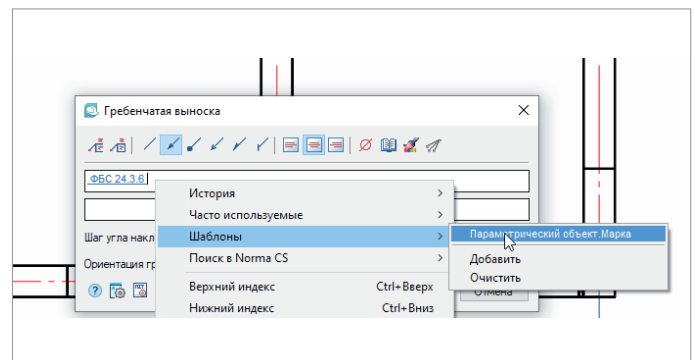 Гребенчатая выноска
ФБС 24.3.6
История
Часто используемые
Шаг угла накл
Шаблоны
Параметрический объект.Марка
Ориентация гр
Поиск в Norma CS
Добавить
Очистить
Верхний индекс Ctrl+Вверх
Отмена
Нижний индекс Ctrl+Вниз